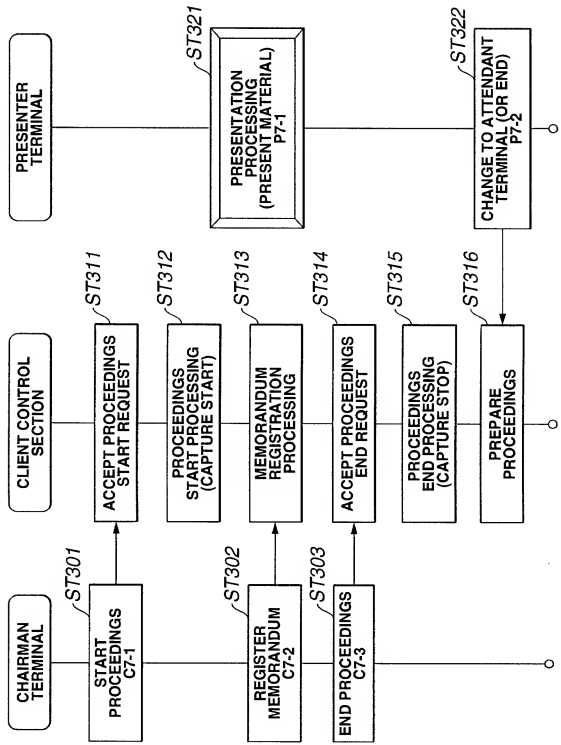 CHAIRMAN
TERMINAL
ST301
START
PROCEEDINGS
C7-1
ST302
REGISTER
MEMORANDUM
C7-2
ST303
END PROCEEDINGS
C7-3
CLIENT CONTROL
SECTION
ST311
ACCEPT PROCEEDINGS
START REQUEST
ST312
PROCEEDINGS
START PROCESSING
(CAPTURE START)
ST313
MEMORANDUM
REGISTRATION
PROCESSING
ST314
ACCEPT PROCEEDINGS
END REQUEST
ST315
PROCEEDINGS
END PROCESSING
(CAPTURE STOP)
ST316
PREPARE
PROCEEDINGS
PRESENTER
TERMINAL
ST321
PRESENTATION
PROCESSING
(PRESENT MATERIAL)
P7-1
ST322
CHANGE TO ATTENDANT
TERMINAL (OR END)
P7-2